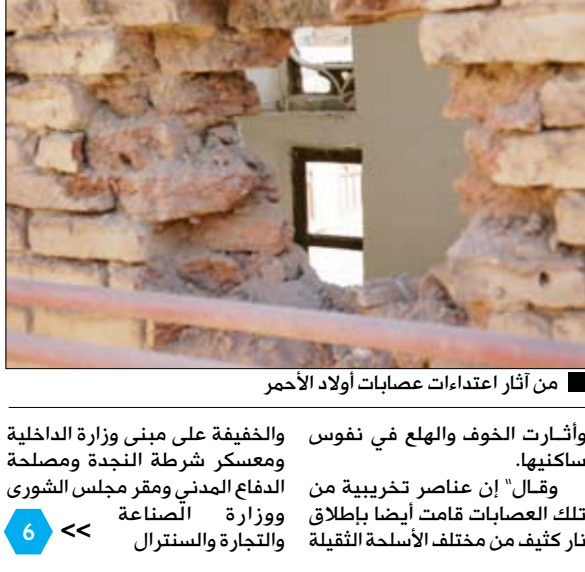 من آثار اعتداءات عصابات أولاد الأحمر
وأثـارت الخوف والهلع في نفوس
ساكنيها.
وقـال" إن عناصر تخريبية من
تلك العصابات قامت أيضا بإطلاق
نار كثيف من مختلف الأسلحة الثقيلة
والخفيفة على مبنى وزارة الداخلية
ومعسكر شرطة النجدة ومصلحة
الدفاع المدني ومقر مجلس الشورى
ووزارة الصناعة
والتجارة والسنترال
>> 6